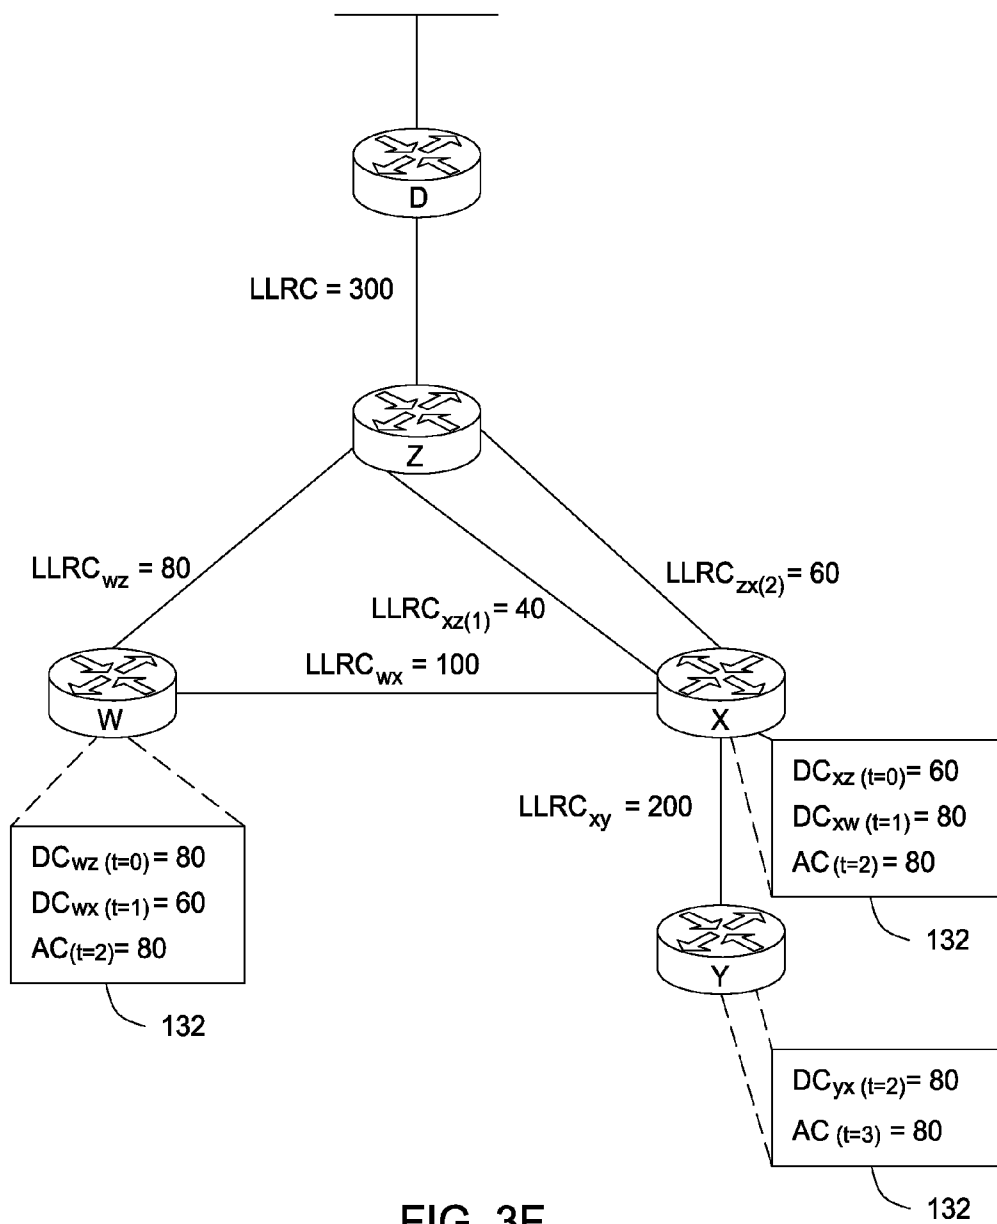 D
LLRC = 300
Z
LLRCwz = 80
LLRCzx(2) = 60
LLRCxz(1) = 40
LLRCwx = 100
W
X
LLRCxy = 200
DCxz (t=0) = 60
DCxw (t=1) = 80
AC(t=2) = 80
132
DCwz (t=0) = 80
DCwx (t=1) = 60
AC(t=2) = 80
132
Y
DCyx (t=2) = 80
AC (t=3) = 80
132